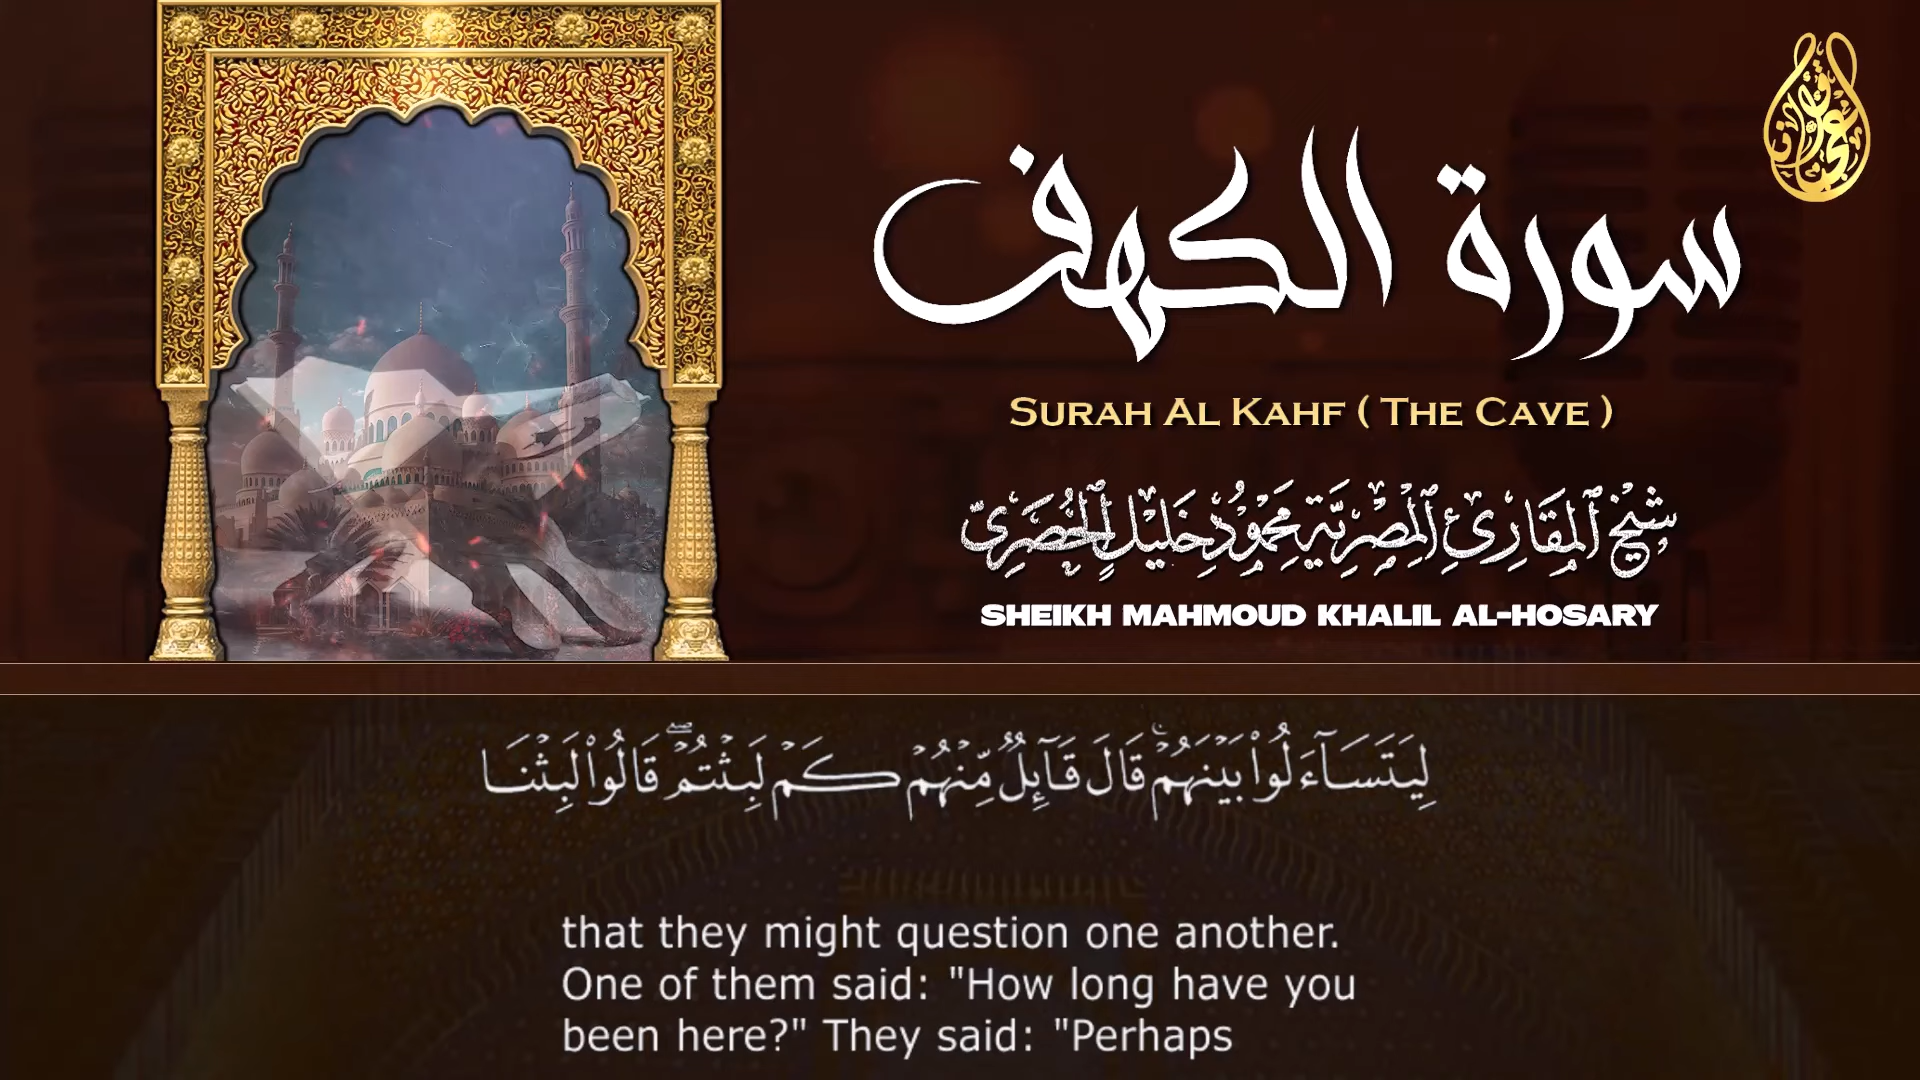 سورة الكهف
SURAH AL KAHF ( THE CAVE )
شيخ المقارئ المصرية محمود خليل الحصري
SHEIKH MAHMOUD KHALIL AL-HOSARY
لِيَتَسَآءَلُوا۟ بَيْنَهُمْ ۚ قَالَ قَآئِلٌ مِّنْهُمْ كَمْ لَبِثْتُمْ ۖ قَالُوا۟ لَبِثْنَا
that they might question one another.
One of them said: "How long have you
been here?" They said: "Perhaps